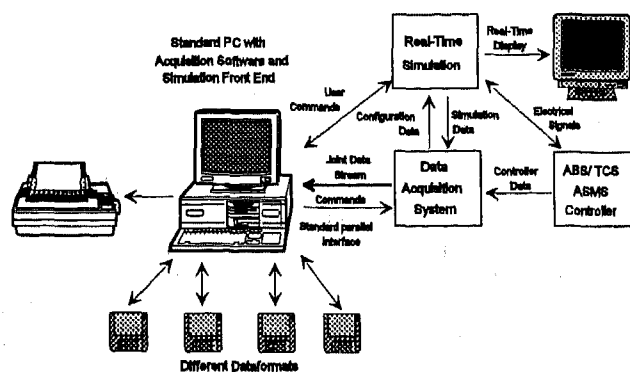 Standard PC with
Acquisition Software and
Simulation Front End
Real-Time
Simulation
Real-Time
Display
User
Commands
Configuration
Data
Simulation
Data
Electrical
Signals
Joint Data
Stream
Commands
Standard parallel
Interface
Data
Acquisition
System
Controller
Data
ABS/TCS
ASMS
Controller
Different Dataformats